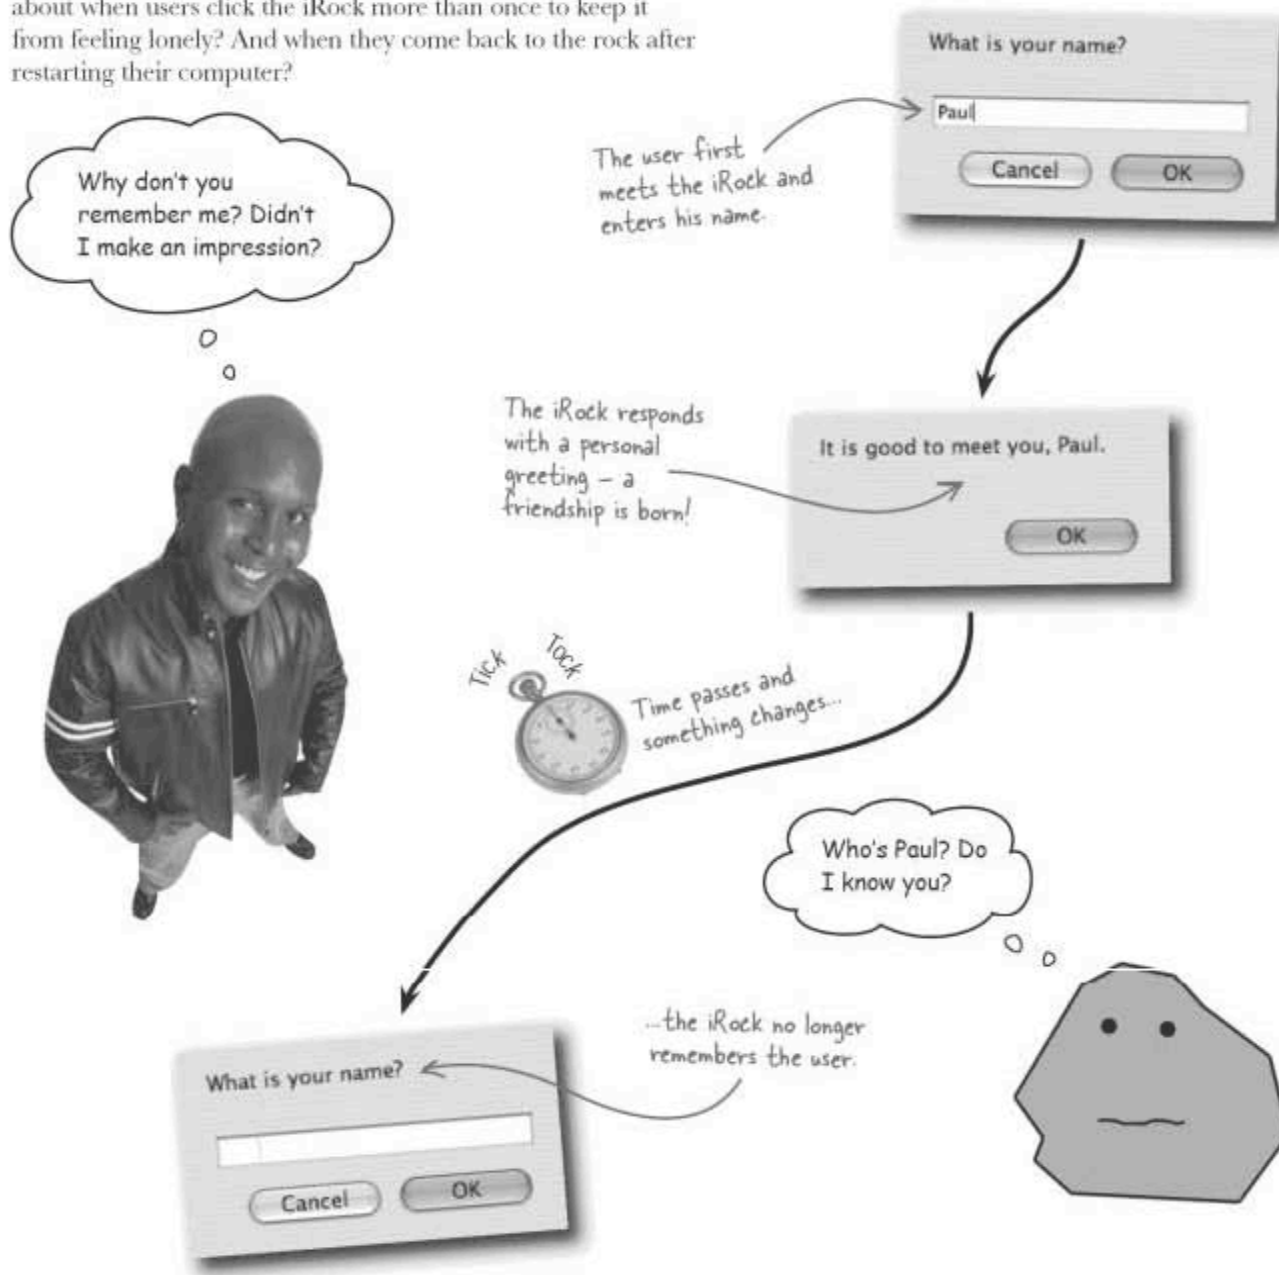 about when users click the iRock more than once to keep it
from feeling lonely? And when they come back to the rock after
restarting their computer?
What is your name?
Paul
Cancel
OK
The user first
meets the iRock and
enters his name.
Why don't you
remember me? Didn't
I make an impression?
The iRock responds
with a personal
greeting – a
friendship is born!
It is good to meet you, Paul.
OK
Tick
Tock
Time passes and
something changes...
Who's Paul? Do
I know you?
...the iRock no longer
remembers the user.
What is your name?
Cancel
OK